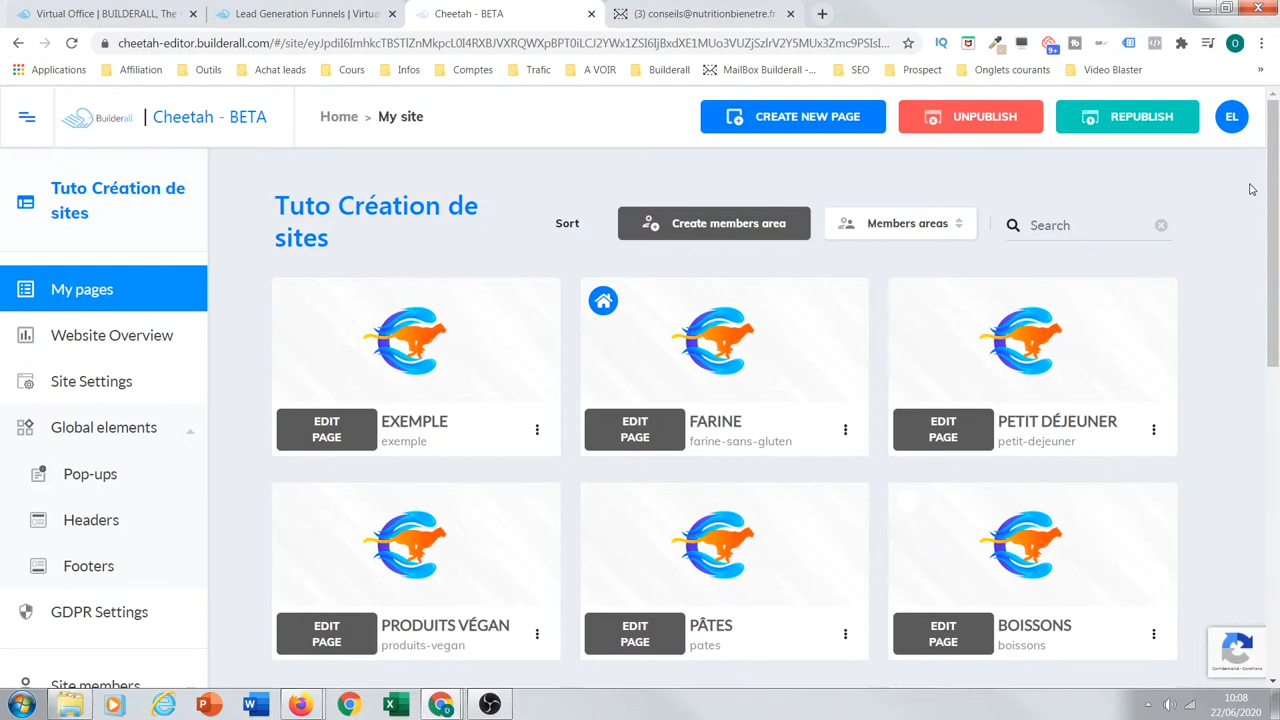 Virtual Office | BUILDERALL, The
Lead Generation Funnels | Virtual
Cheetah - BETA
(3) conseils@nutritionbienetre.fr
cheetah-editor.builderall.com/#/site/
Applications
Affiliation
Outils
Achat leads
Cours
Infos
Comptes
Trafic
A VOIR
Builderall
MailBox Builderall -...
SEO
Prospect
Onglets courants
Video Blaster
»
Builderall
Cheetah - BETA
Home > My site
CREATE NEW PAGE
UNPUBLISH
REPUBLISH
EL
Tuto Création de
sites
My pages
Website Overview
Site Settings
Global elements
Pop-ups
Headers
Footers
GDPR Settings
Site members
Tuto Création de
sites
Sort
Create members area
Members areas
Search
EDIT
PAGE
EXEMPLE
exemple
EDIT
PAGE
FARINE
farine-sans-gluten
EDIT
PAGE
PETIT DÉJEUNER
petit-dejeuner
EDIT
PAGE
PRODUITS VÉGAN
produits-vegan
EDIT
PAGE
PÂTES
pates
EDIT
PAGE
BOISSONS
boissons
Confidentialité - Conditions
10:08
22/06/2020